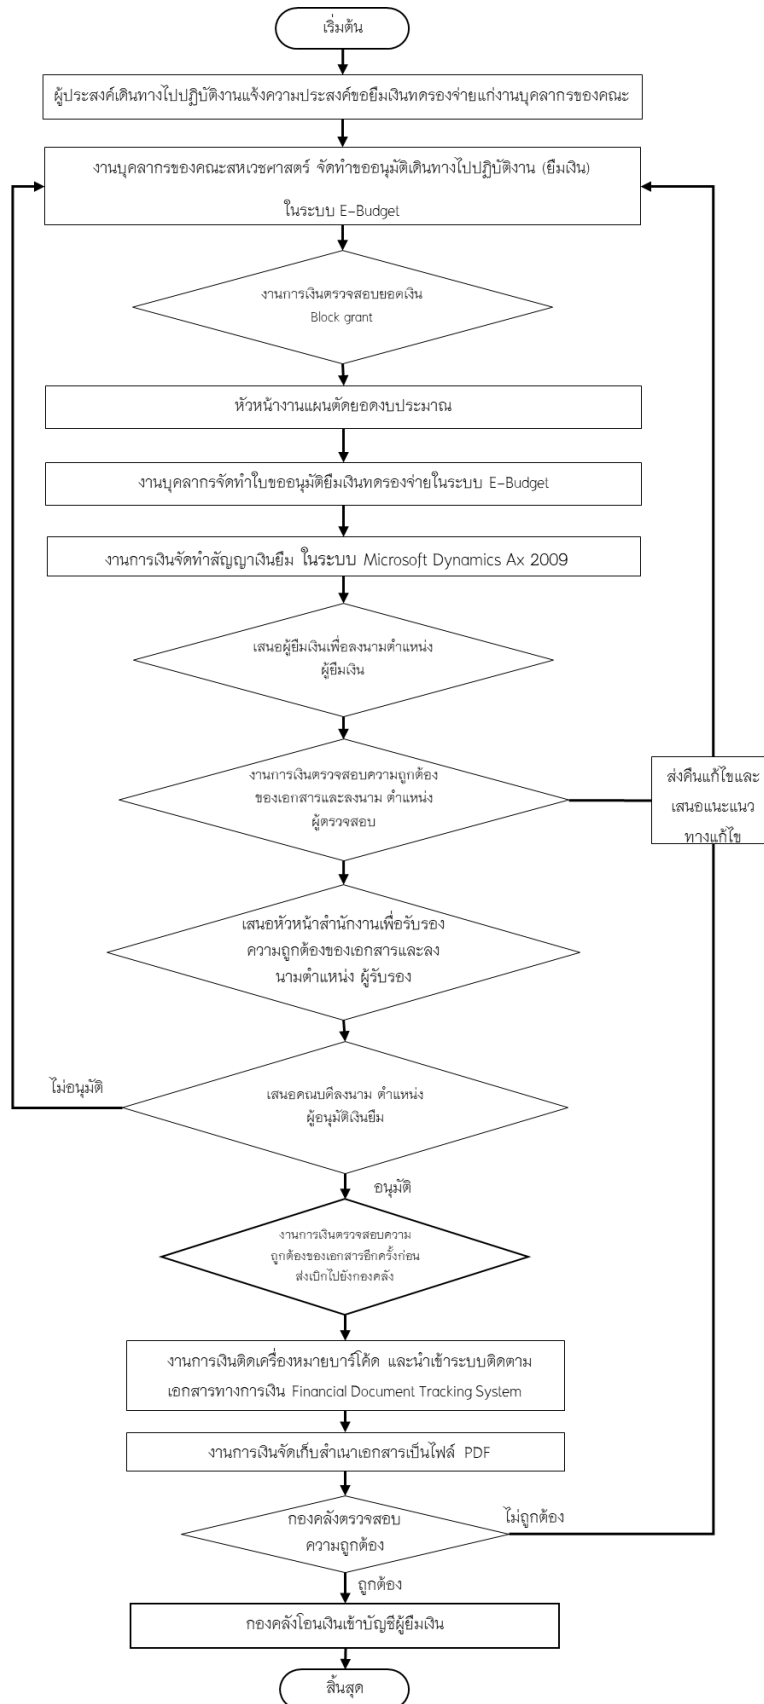 เริ่มต้น
ผู้ประสงค์เดินทางไปปฏิบัติงานแจ้งความประสงค์ขอยืมเงินทดรองจ่ายแก่งานบุคลากรของคณะ
งานบุคลากรของคณะสหเวชศาสตร์ จัดทำขออนุมัติเดินทางไปปฏิบัติงาน (ยืมเงิน)
ในระบบ E-Budget
งานการเงินตรวจสอบยอดเงิน
Block grant
หัวหน้างานแผนตัดยอดงบประมาณ
งานบุคลากรจัดทำใบขออนุมัติยืมเงินทดรองจ่ายในระบบ E-Budget
งานการเงินจัดทำสัญญาเงินยืม ในระบบ Microsoft Dynamics Ax 2009
เสนอผู้ยืมเงินเพื่อลงนามตำแหน่ง
ผู้ยืมเงิน
งานการเงินตรวจสอบความถูกต้อง
ของเอกสารและลงนาม ตำแหน่ง
ผู้ตรวจสอบ
ส่งคืนแก้ไขและ
เสนอแนะแนว
ทางแก้ไข
เสนอหัวหน้าสำนักงานเพื่อรับรอง
ความถูกต้องของเอกสารและลง
นามตำแหน่ง ผู้รับรอง
ไม่อนุมัติ
เสนอคณบดีลงนาม ตำแหน่ง
ผู้อนุมัติเงินยืม
อนุมัติ
งานการเงินตรวจสอบความ
ถูกต้องของเอกสารอีกครั้งก่อน
ส่งเบิกไปยังกองคลัง
งานการเงินติดเครื่องหมายบาร์โค้ด และนำเข้าระบบติดตาม
เอกสารทางการเงิน Financial Document Tracking System
งานการเงินจัดเก็บสำเนาเอกสารเป็นไฟล์ PDF
กองคลังตรวจสอบ
ความถูกต้อง
ไม่ถูกต้อง
ถูกต้อง
กองคลังโอนเงินเข้าบัญชีผู้ยืมเงิน
สิ้นสุด